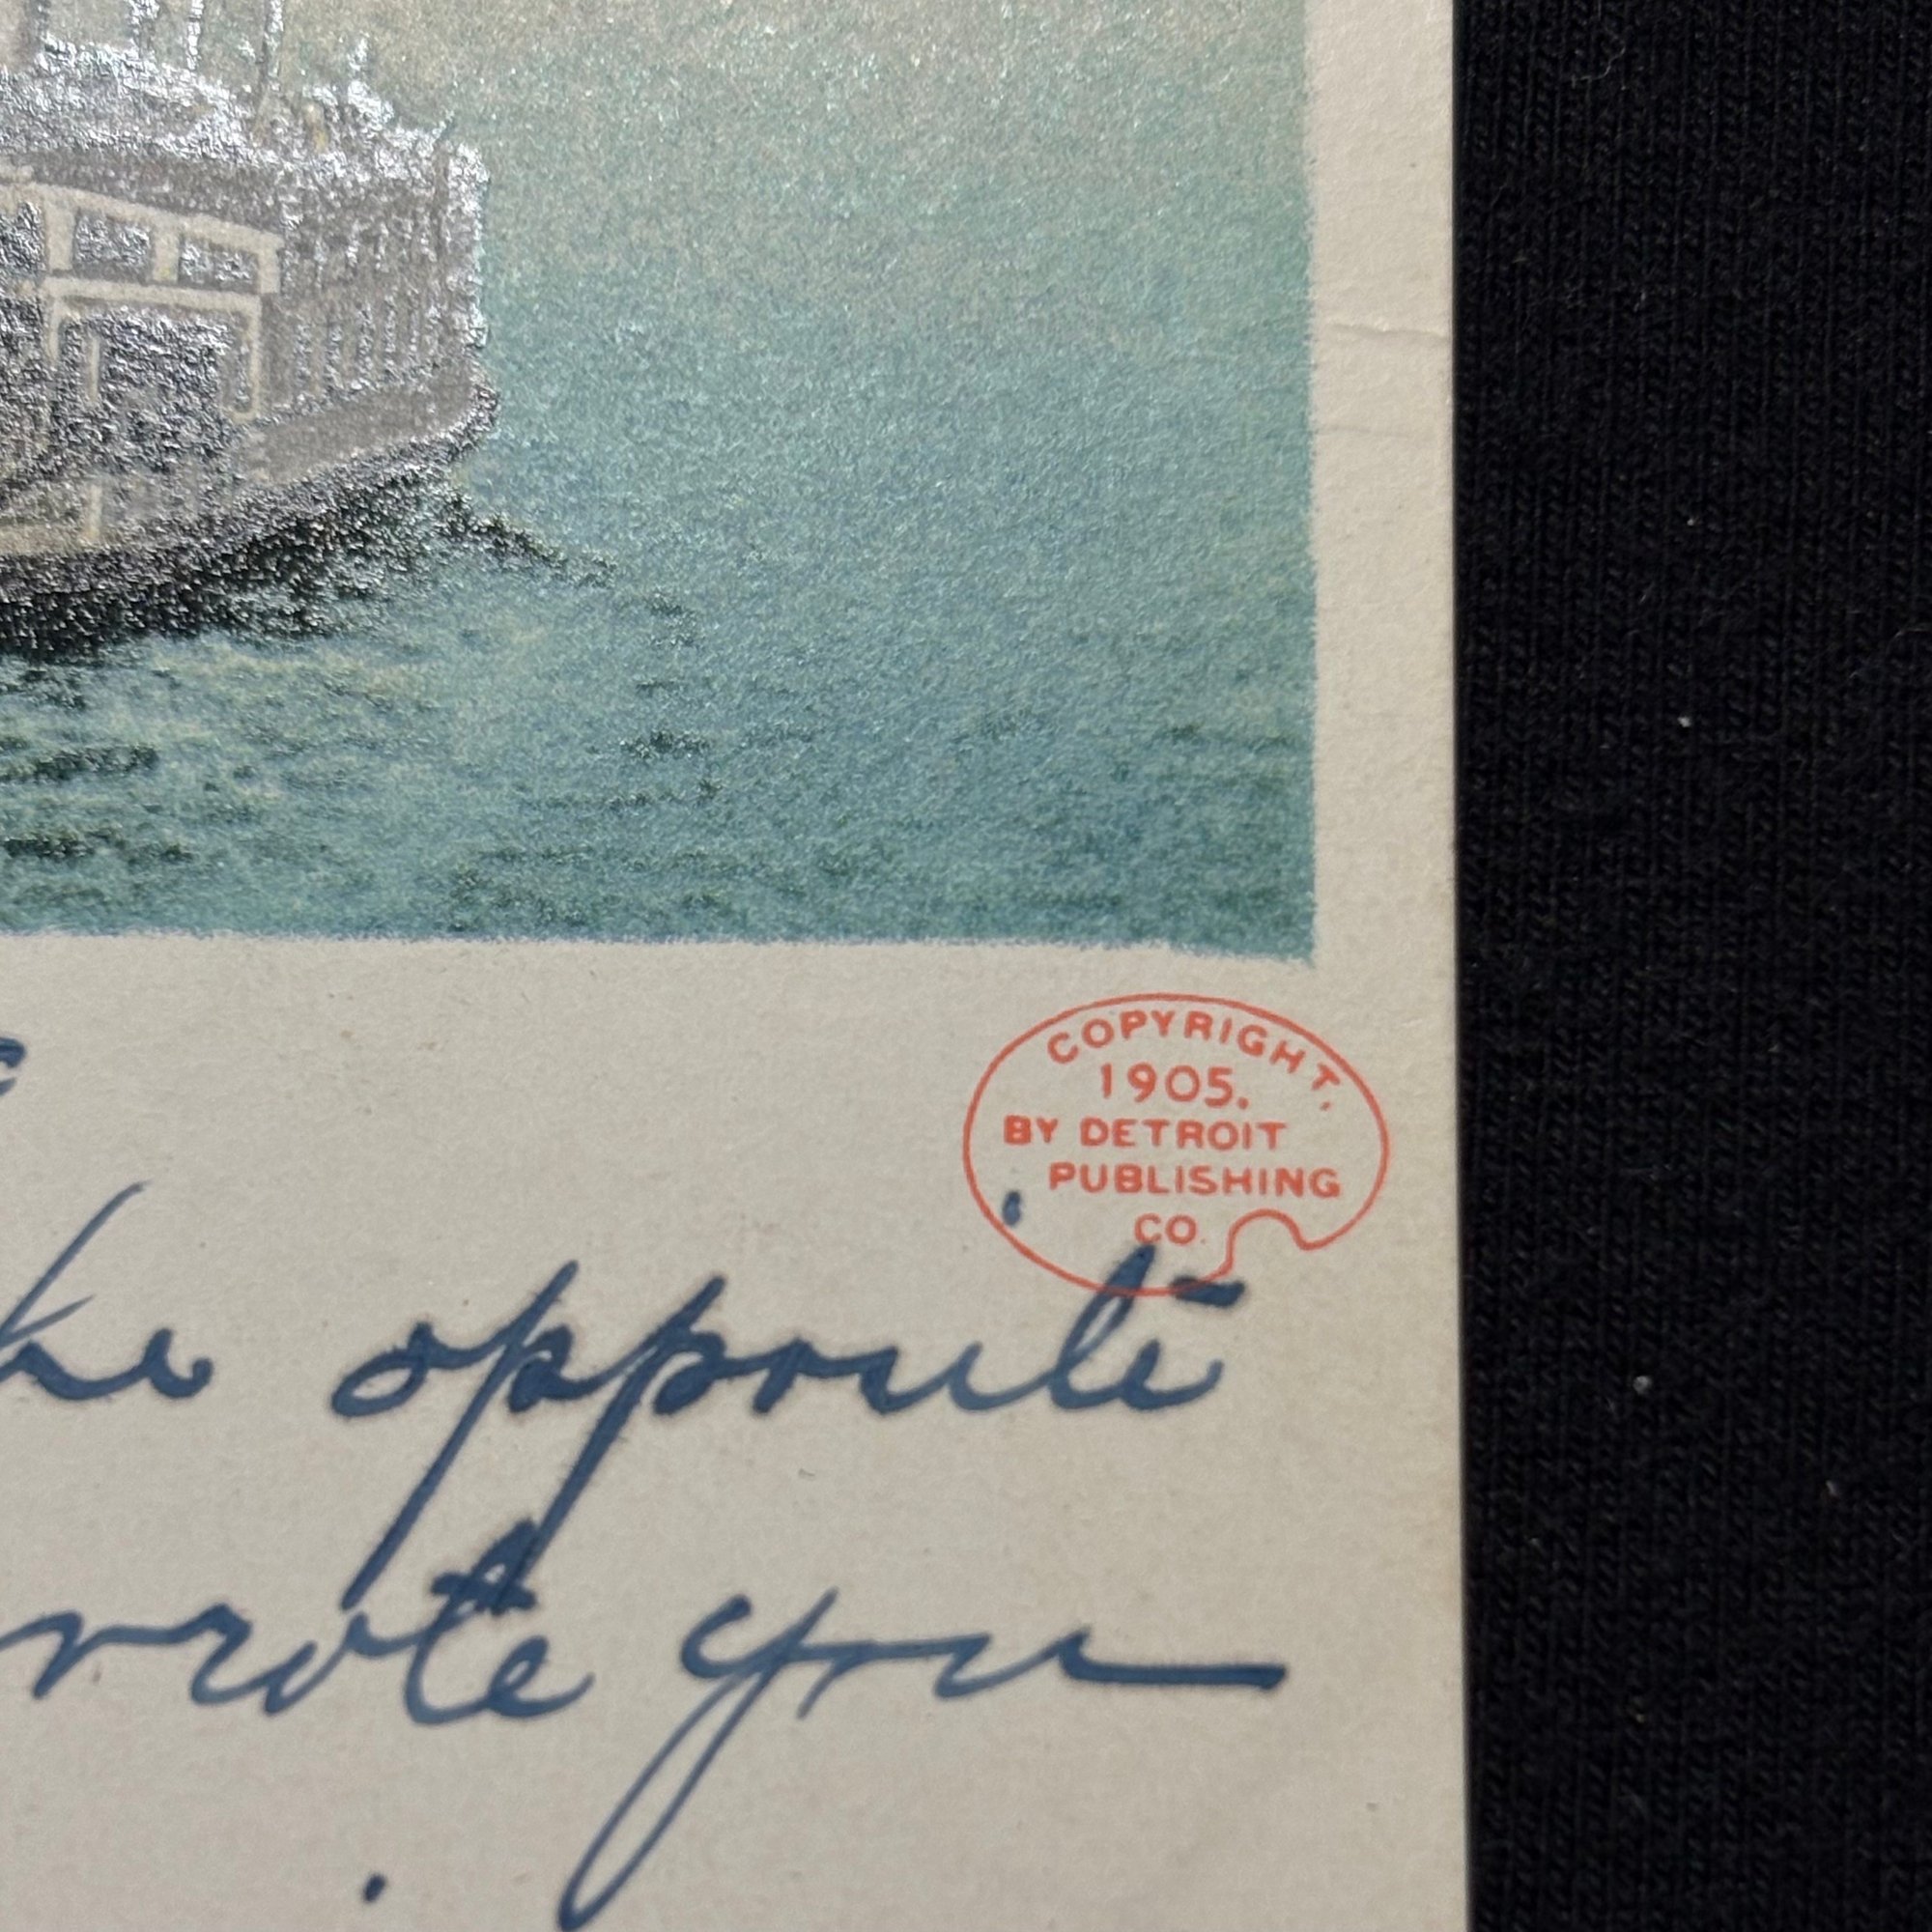 COPYRIGHT,
1905.
BY DETROIT
PUBLISHING
CO.
the opposite
wrote you